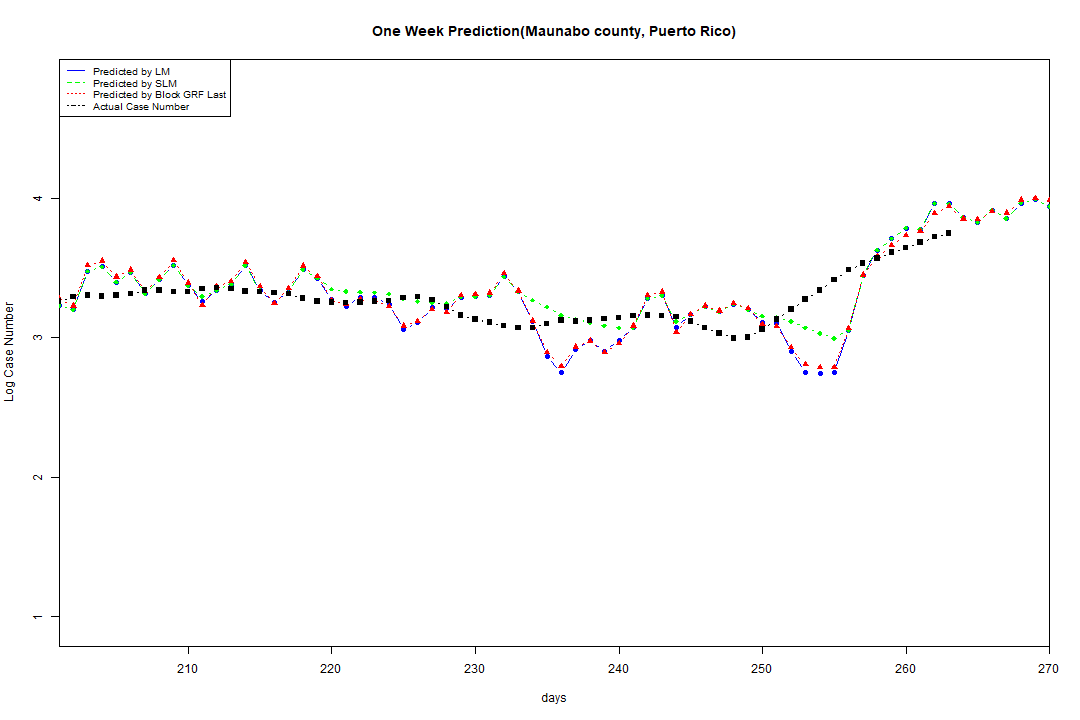 One Week Prediction(Maunabo county, Puerto Rico)
Predicted by LM
Predicted by SLM
Predicted by Block GRF Last
Actual Case Number
4
3
2
1
Log Case Number
210 220 230 240 250 260 270
days